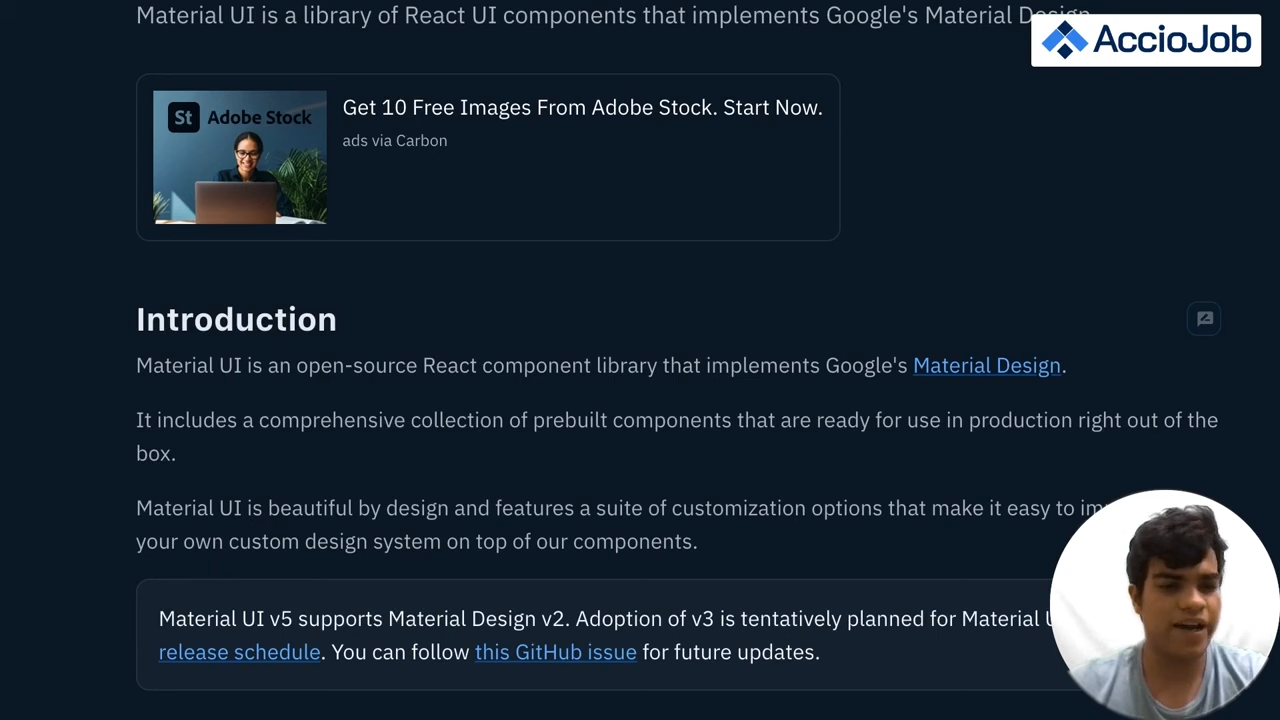 Material UI is a library of React UI components that implements Google's Material Design.
AccioJob
St Adobe Stock
Get 10 Free Images From Adobe Stock. Start Now.
ads via Carbon
Introduction
Material UI is an open-source React component library that implements Google's Material Design.
It includes a comprehensive collection of prebuilt components that are ready for use in production right out of the
box.
Material UI is beautiful by design and features a suite of customization options that make it easy to
your own custom design system on top of our components.
Material UI v5 supports Material Design v2. Adoption of v3 is tentatively planned for Material
release schedule. You can follow this GitHub issue for future updates.